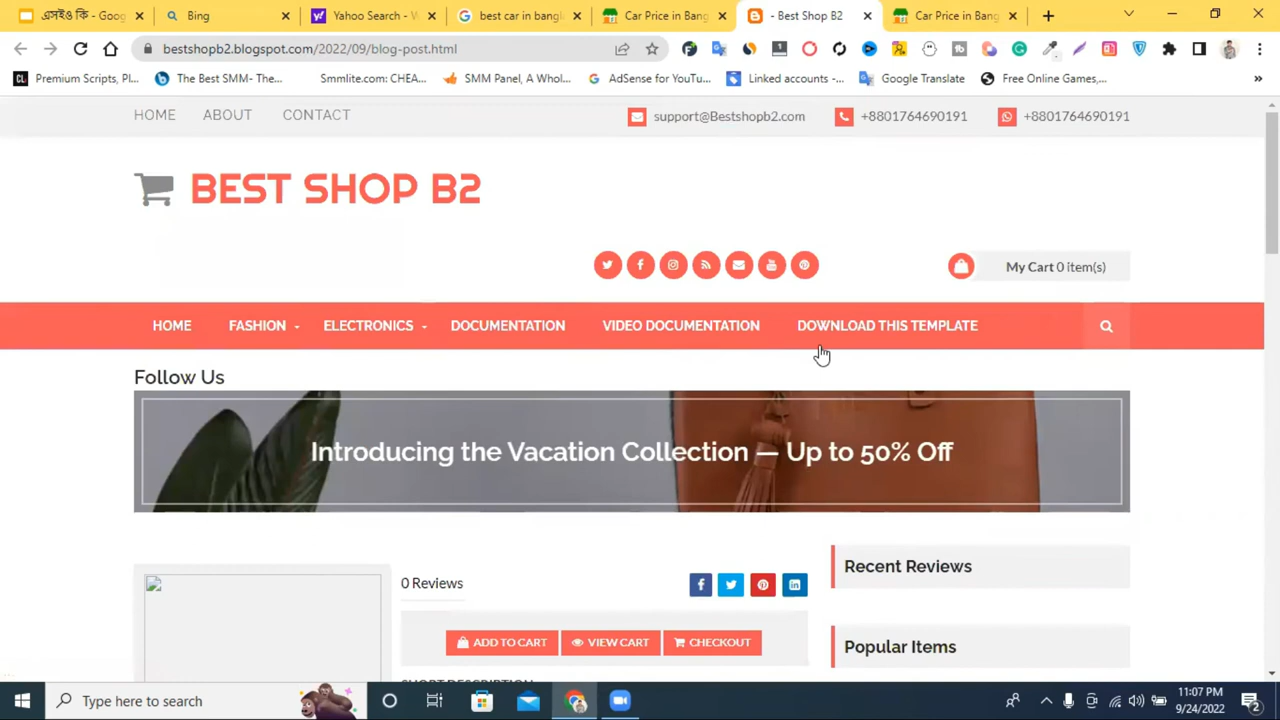 এসইও কি - Goog
Bing
Yahoo Search - W
best car in bangl
Car Price in Bang
- Best Shop B2
Car Price in Bang
bestshopb2.blogspot.com/2022/09/blog-post.html
Premium Scripts, Pl...
The Best SMM- The...
Smmlite.com: CHEA...
SMM Panel, A Whol...
AdSense for YouTu...
Linked accounts -...
Google Translate
Free Online Games,...
HOME ABOUT CONTACT
support@Bestshopb2.com
+8801764690191
+8801764690191
BEST SHOP B2
My Cart 0 item(s)
HOME FASHION ELECTRONICS DOCUMENTATION VIDEO DOCUMENTATION DOWNLOAD THIS TEMPLATE
Follow Us
Introducing the Vacation Collection — Up to 50% Off
0 Reviews
Recent Reviews
ADD TO CART VIEW CART CHECKOUT
Popular Items
SHORT DESCRIPTION
Type here to search
11:07 PM
9/24/2022
2